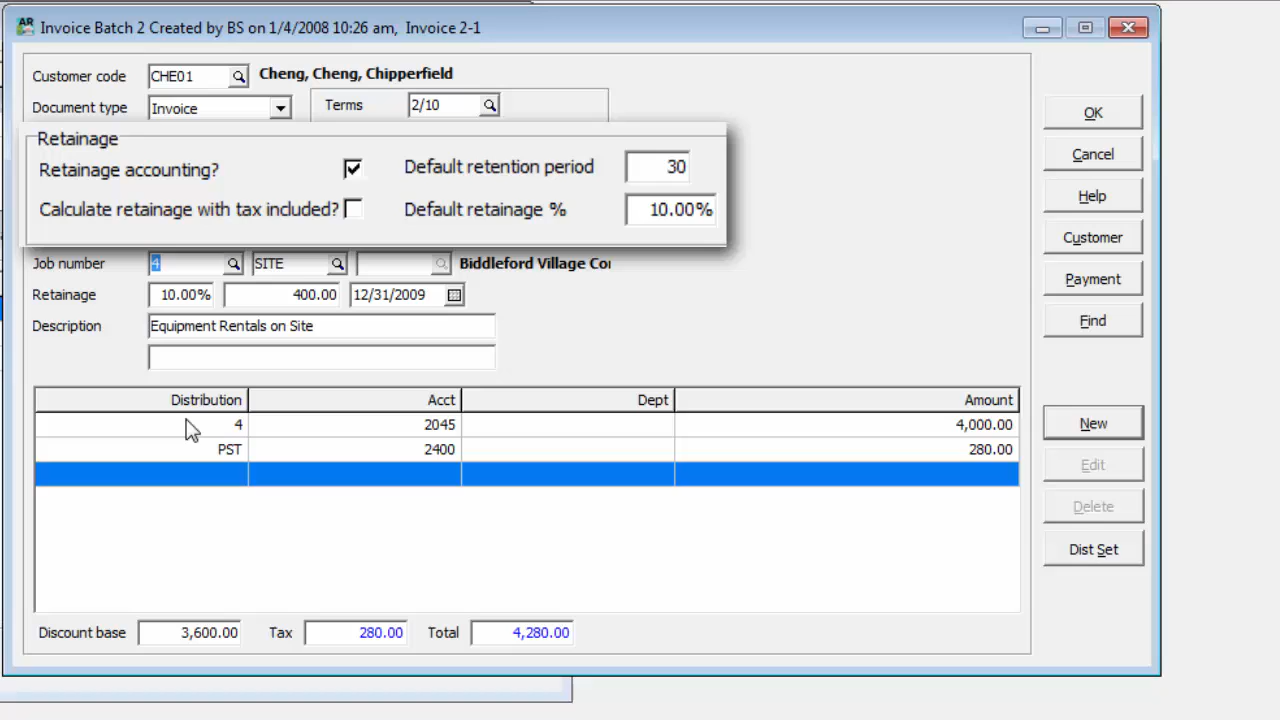 AR Invoice Batch 2 Created by BS on 1/4/2008 10:26 am, Invoice 2-1
Customer code CHE01 Cheng, Cheng, Chipperfield
Document type Invoice Terms 2/10
Retainage
Retainage accounting? Default retention period 30
Calculate retainage with tax included? Default retainage % 10.00%
Job number 4 SITE Biddleford Village Cor
Retainage 10.00% 400.00 12/31/2009
Description Equipment Rentals on Site
Distribution Acct Dept Amount
4 2045 4,000.00
PST 2400 280.00
Discount base 3,600.00 Tax 280.00 Total 4,280.00
OK
Cancel
Help
Customer
Payment
Find
New
Edit
Delete
Dist Set